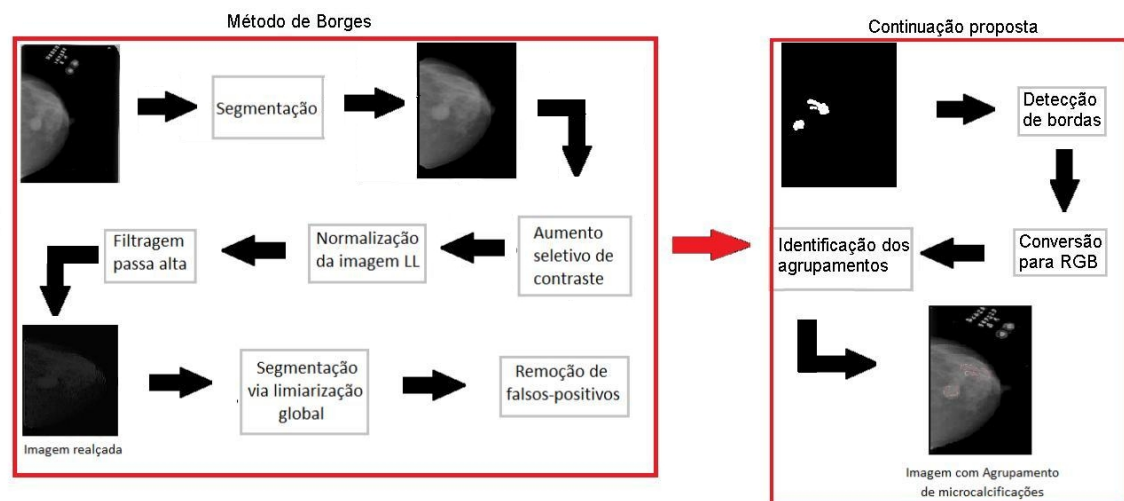 Método de Borges
Segmentação
Aumento
seletivo de
contraste
Normalização
da imagem LL
Filtragem
passa alta
Imagem realçada
Segmentação
via limiarização
global
Remoção de
falsos-positivos
Continuação proposta
Detecção
de bordas
Conversão
para RGB
Identificação dos
agrupamentos
Imagem com Agrupamento
de microcalcificações